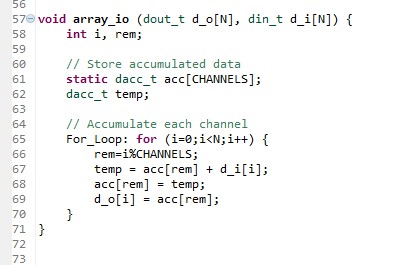 56
57 void array_io (dout_t d_o[N], din_t d_i[N]) {
58     int i, rem;
59
60     // Store accumulated data
61     static dacc_t acc[CHANNELS];
62     dacc_t temp;
63
64     // Accumulate each channel
65     For_Loop: for (i=0;i<N;i++) {
66         rem=i%CHANNELS;
67         temp = acc[rem] + d_i[i];
68         acc[rem] = temp;
69         d_o[i] = acc[rem];
70     }
71 }
72
73